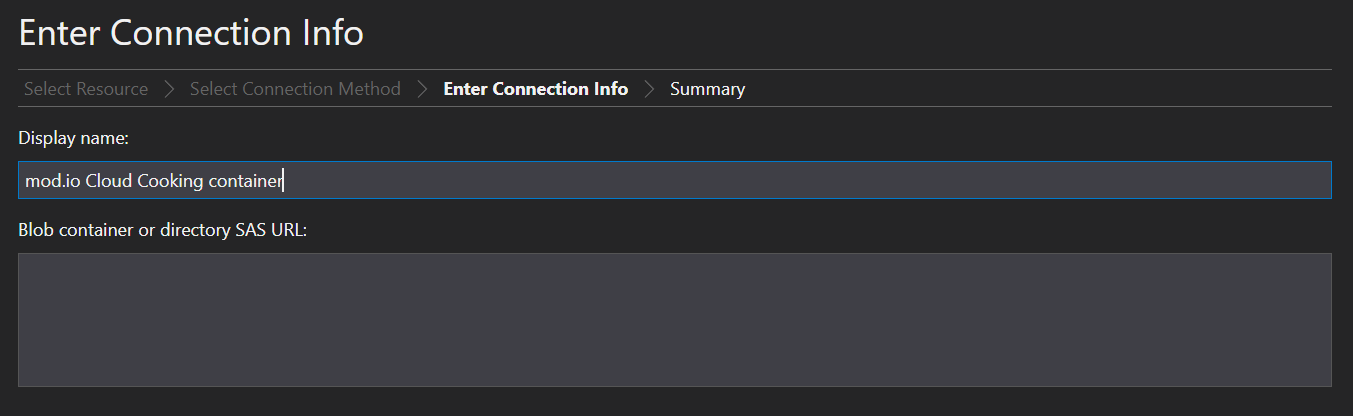 Enter Connection Info
Select Resource > Select Connection Method > Enter Connection Info > Summary
Display name:
mod.io Cloud Cooking container
Blob container or directory SAS URL: